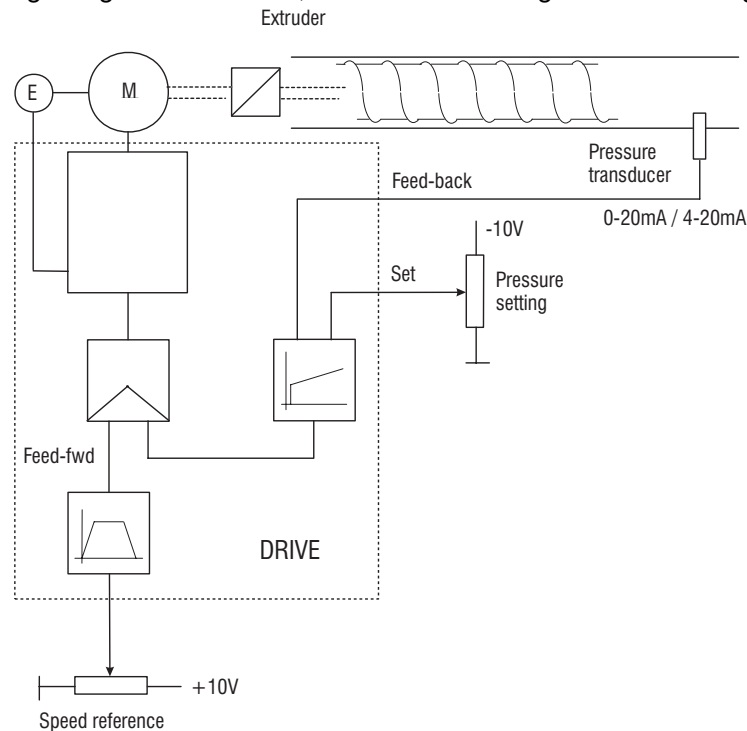 Extruder
E
M
Pressure
transducer
Feed-back
0-20mA / 4-20mA
-10V
Set
Pressure
setting
Feed-fwd
DRIVE
+10V
Speed reference